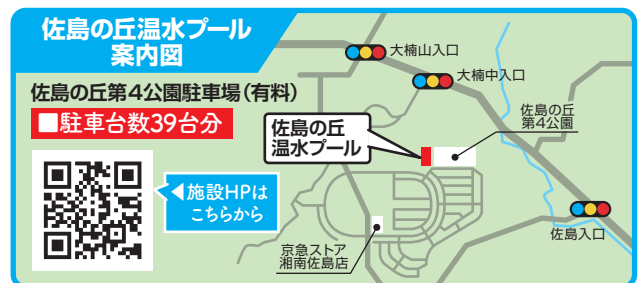 佐島の丘温水プール
案内図
佐島の丘第4公園駐車場(有料)
■駐車台数39台分
◀施設HPは
こちらから
大楠山入口
大楠中入口
佐島の丘
第4公園
佐島の丘
温水プール
佐島入口
京急ストア
湘南佐島店